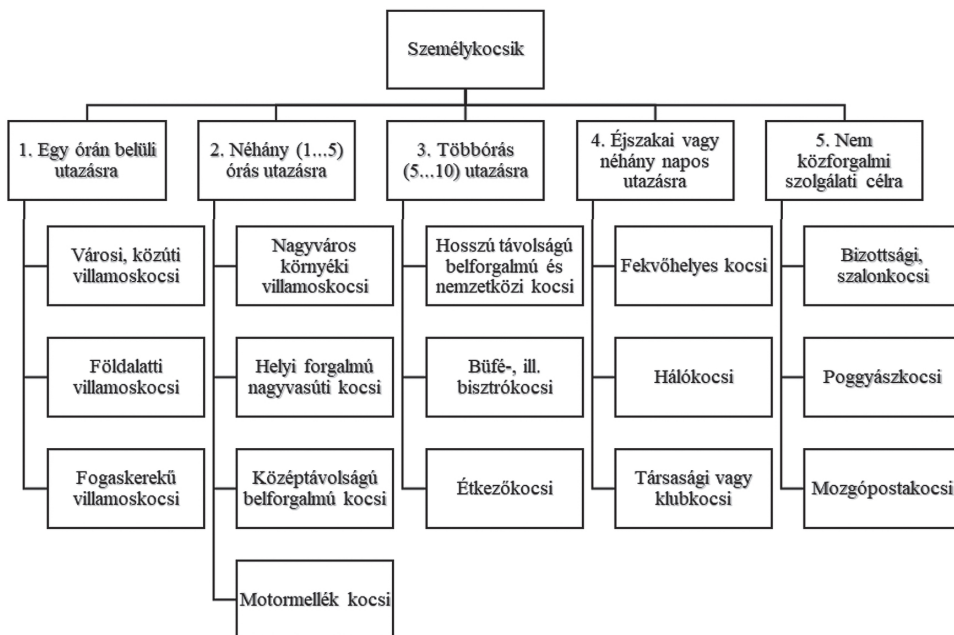 Személykocsik
1. Egy órán belüli
utazásra
Városi, közúti
villamoskocsi
Földalatti
villamoskocsi
Fogaskerekű
villamoskocsi
2. Néhány (1...5)
órás utazásra
Nagyváros
környéki
villamoskocsi
Helyi forgalmú
nagyvasúti kocsi
Középtávolságú
belforgalmú kocsi
Motormellék kocsi
3. Többórás
(5...10) utazásra
Hosszú távolságú
belforgalmú és
nemzetközi kocsi
Büfé-, ill.
bisztrókocsi
Étkezőkocsi
4. Éjszakai vagy
néhány napos
utazásra
Fekvőhelyes kocsi
Hálókocsi
Társasági vagy
klubkocsi
5. Nem
közforgalmi
szolgálati célra
Bizottsági,
szalonkocsi
Poggyászkocsi
Mozgópostakocsi